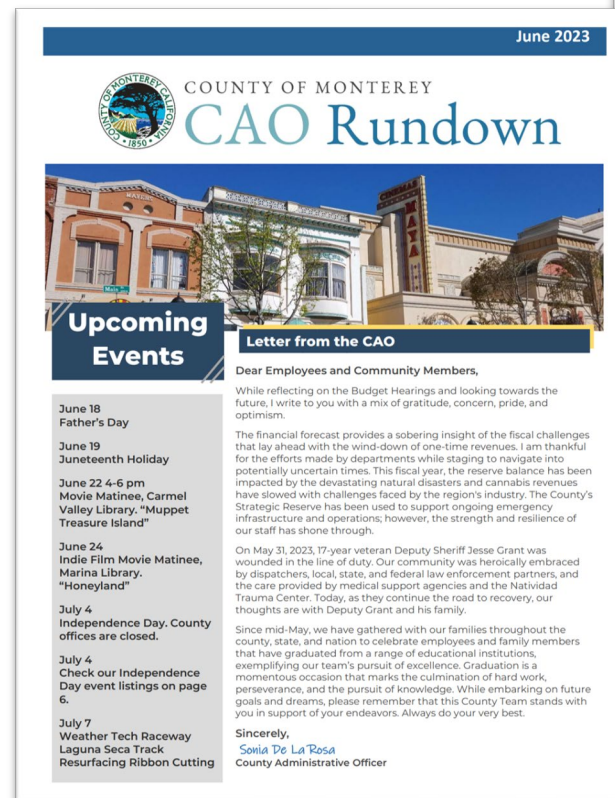 June 2023
COUNTY OF MONTEREY CALIFORNIA
1850
COUNTY OF MONTEREY
CAO Rundown
CINEMAS
MAYA
Main
Upcoming
Events
Letter from the CAO
June 18
Father's Day
June 19
Juneteenth Holiday
June 22 4-6 pm
Movie Matinee, Carmel
Valley Library. “Muppet
Treasure Island”
June 24
Indie Film Movie Matinee,
Marina Library.
“Honeyland”
July 4
Independence Day. County
offices are closed.
July 4
Check our Independence
Day event listings on page
6.
July 7
Weather Tech Raceway
Laguna Seca Track
Resurfacing Ribbon Cutting
Dear Employees and Community Members,
While reflecting on the Budget Hearings and looking towards the
future, I write to you with a mix of gratitude, concern, pride, and
optimism.
The financial forecast provides a sobering insight of the fiscal challenges
that lay ahead with the wind-down of one-time revenues. I am thankful
for the efforts made by departments while staging to navigate into
potentially uncertain times. This fiscal year, the reserve balance has been
impacted by the devastating natural disasters and cannabis revenues
have slowed with challenges faced by the region's industry. The County's
Strategic Reserve has been used to support ongoing emergency
infrastructure and operations; however, the strength and resilience of
our staff has shone through.
On May 31, 2023, 17-year veteran Deputy Sheriff Jesse Grant was
wounded in the line of duty. Our community was heroically embraced
by dispatchers, local, state, and federal law enforcement partners, and
the care provided by medical support agencies and the Natividad
Trauma Center. Today, as they continue the road to recovery, our
thoughts are with Deputy Grant and his family.
Since mid-May, we have gathered with our families throughout the
county, state, and nation to celebrate employees and family members
that have graduated from a range of educational institutions,
exemplifying our team's pursuit of excellence. Graduation is a
momentous occasion that marks the culmination of hard work,
perseverance, and the pursuit of knowledge. While embarking on future
goals and dreams, please remember that this County Team stands with
you in support of your endeavors. Always do your very best.
Sincerely,
Sonia De La Rosa
County Administrative Officer